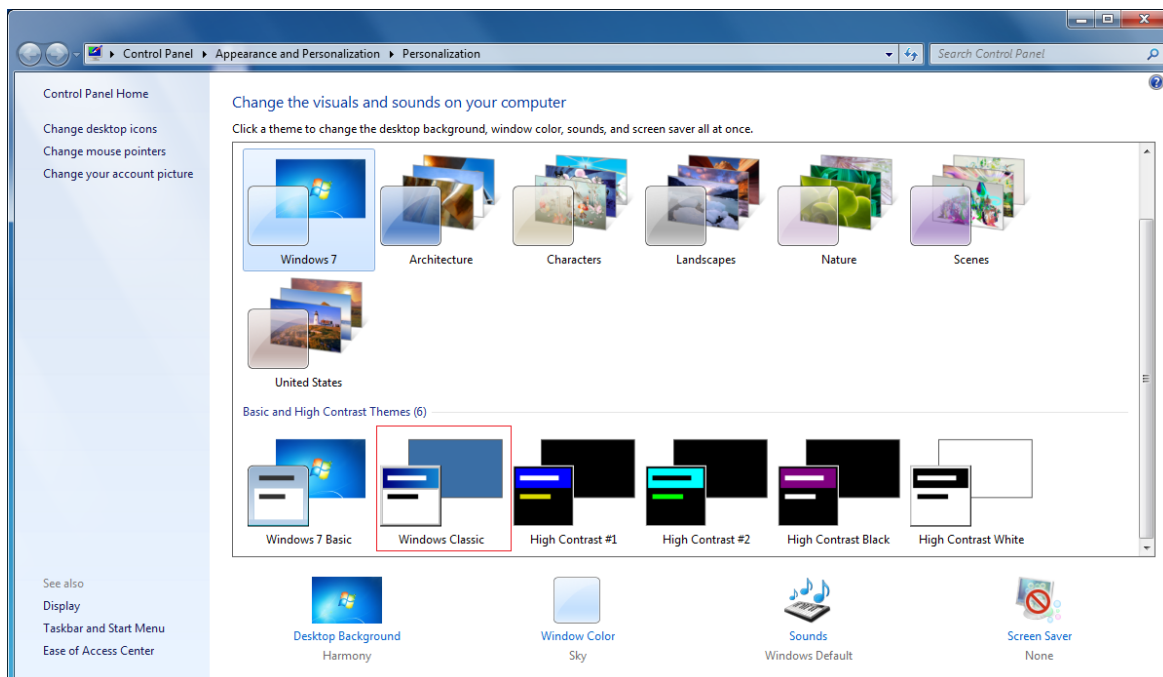 Control Panel Appearance and Personalization Personalization
Search Control Panel
Control Panel Home
Change desktop icons
Change mouse pointers
Change your account picture
Change the visuals and sounds on your computer
Click a theme to change the desktop background, window color, sounds, and screen saver all at once.
Windows 7 Architecture Characters Landscapes Nature Scenes
United States
Basic and High Contrast Themes (6)
Windows 7 Basic Windows Classic High Contrast #1 High Contrast #2 High Contrast Black High Contrast White
See also
Display
Taskbar and Start Menu
Ease of Access Center
Desktop Background Window Color Sounds Screen Saver
Harmony Sky Windows Default None